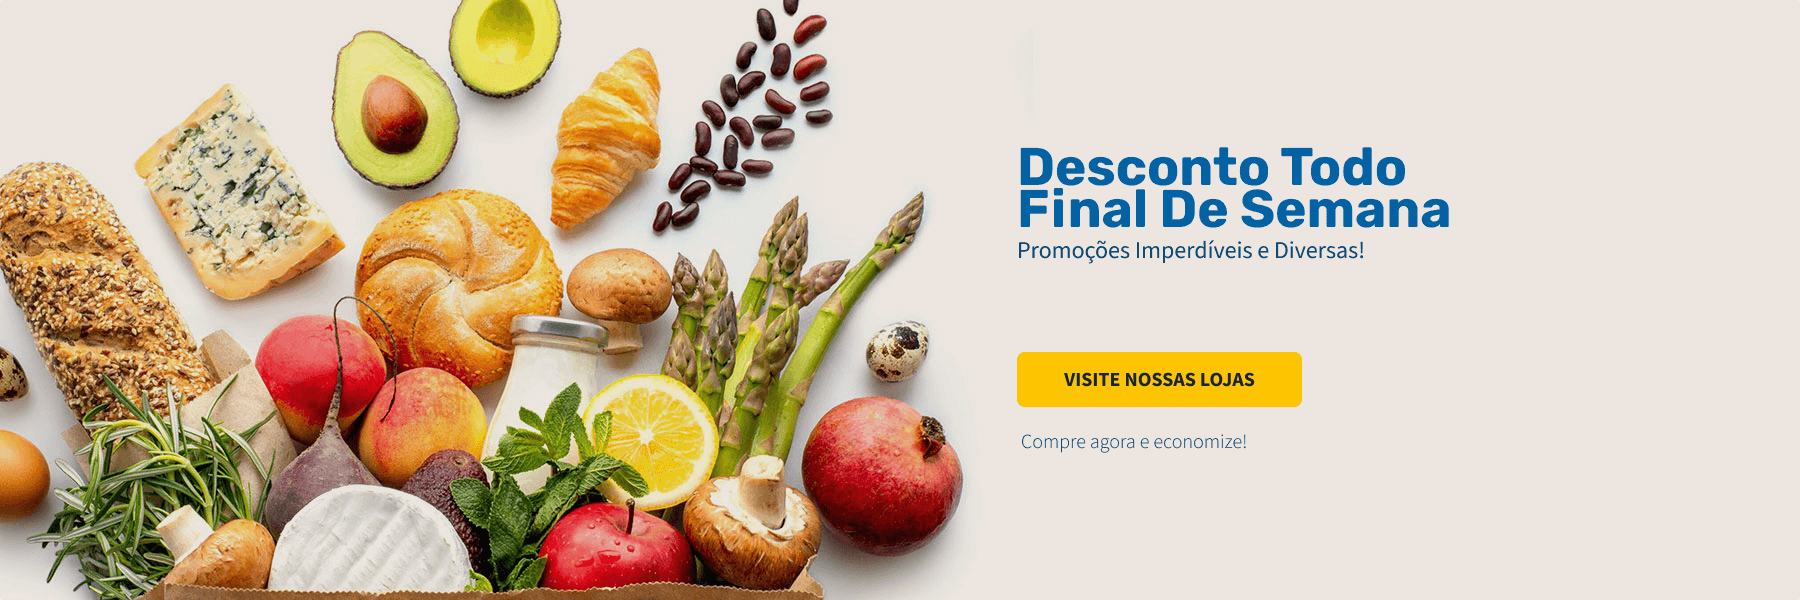 Desconto Todo
Final De Semana
Promoções Imperdíveis e Diversas!
VISITE NOSSAS LOJAS
Compre agora e economize!